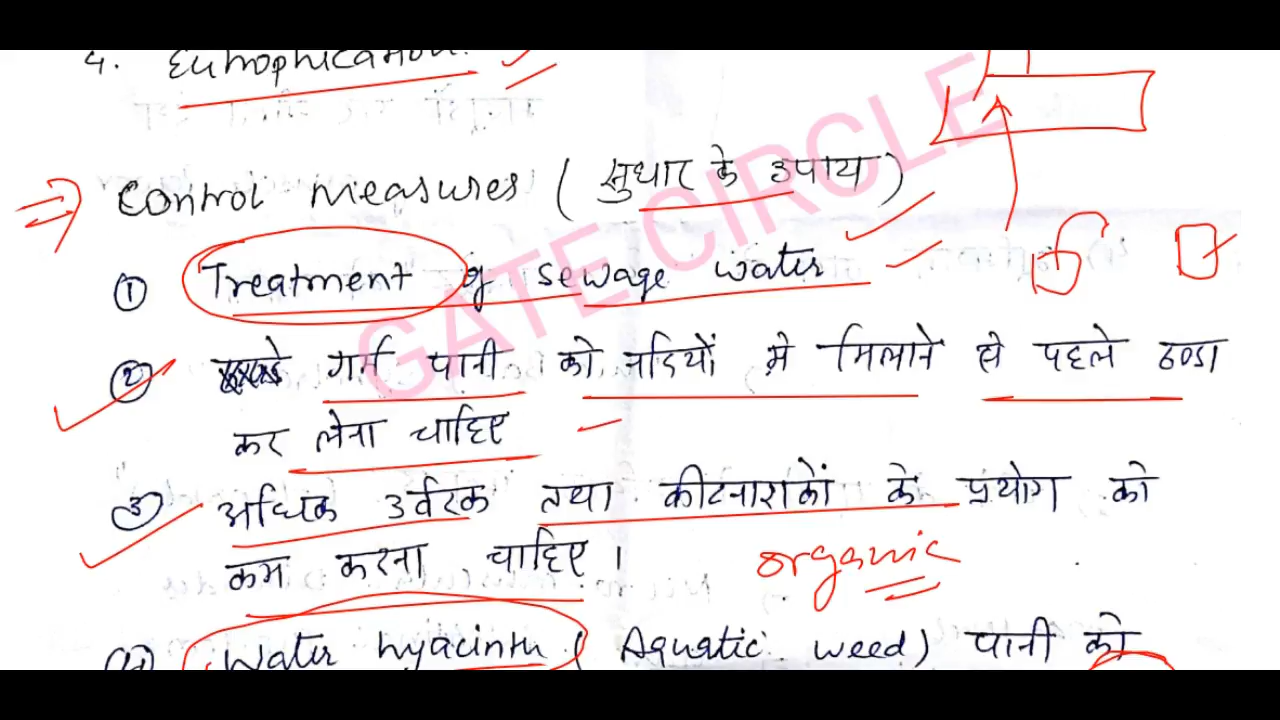 4. Eutrophication.
⇒ Control Measures ( सुधार के उपाय )
① Treatment of sewage water
② गर्म पानी को नदियों में मिलाने से पहले ठण्डा
कर लेना चाहिए
③ अधिक उर्वरक तथा कीटनाशकों के प्रयोग को
कम करना चाहिए ।
organic
④ Water hyacinth ( Aquatic weed ) पानी को
GATE CIRCLE